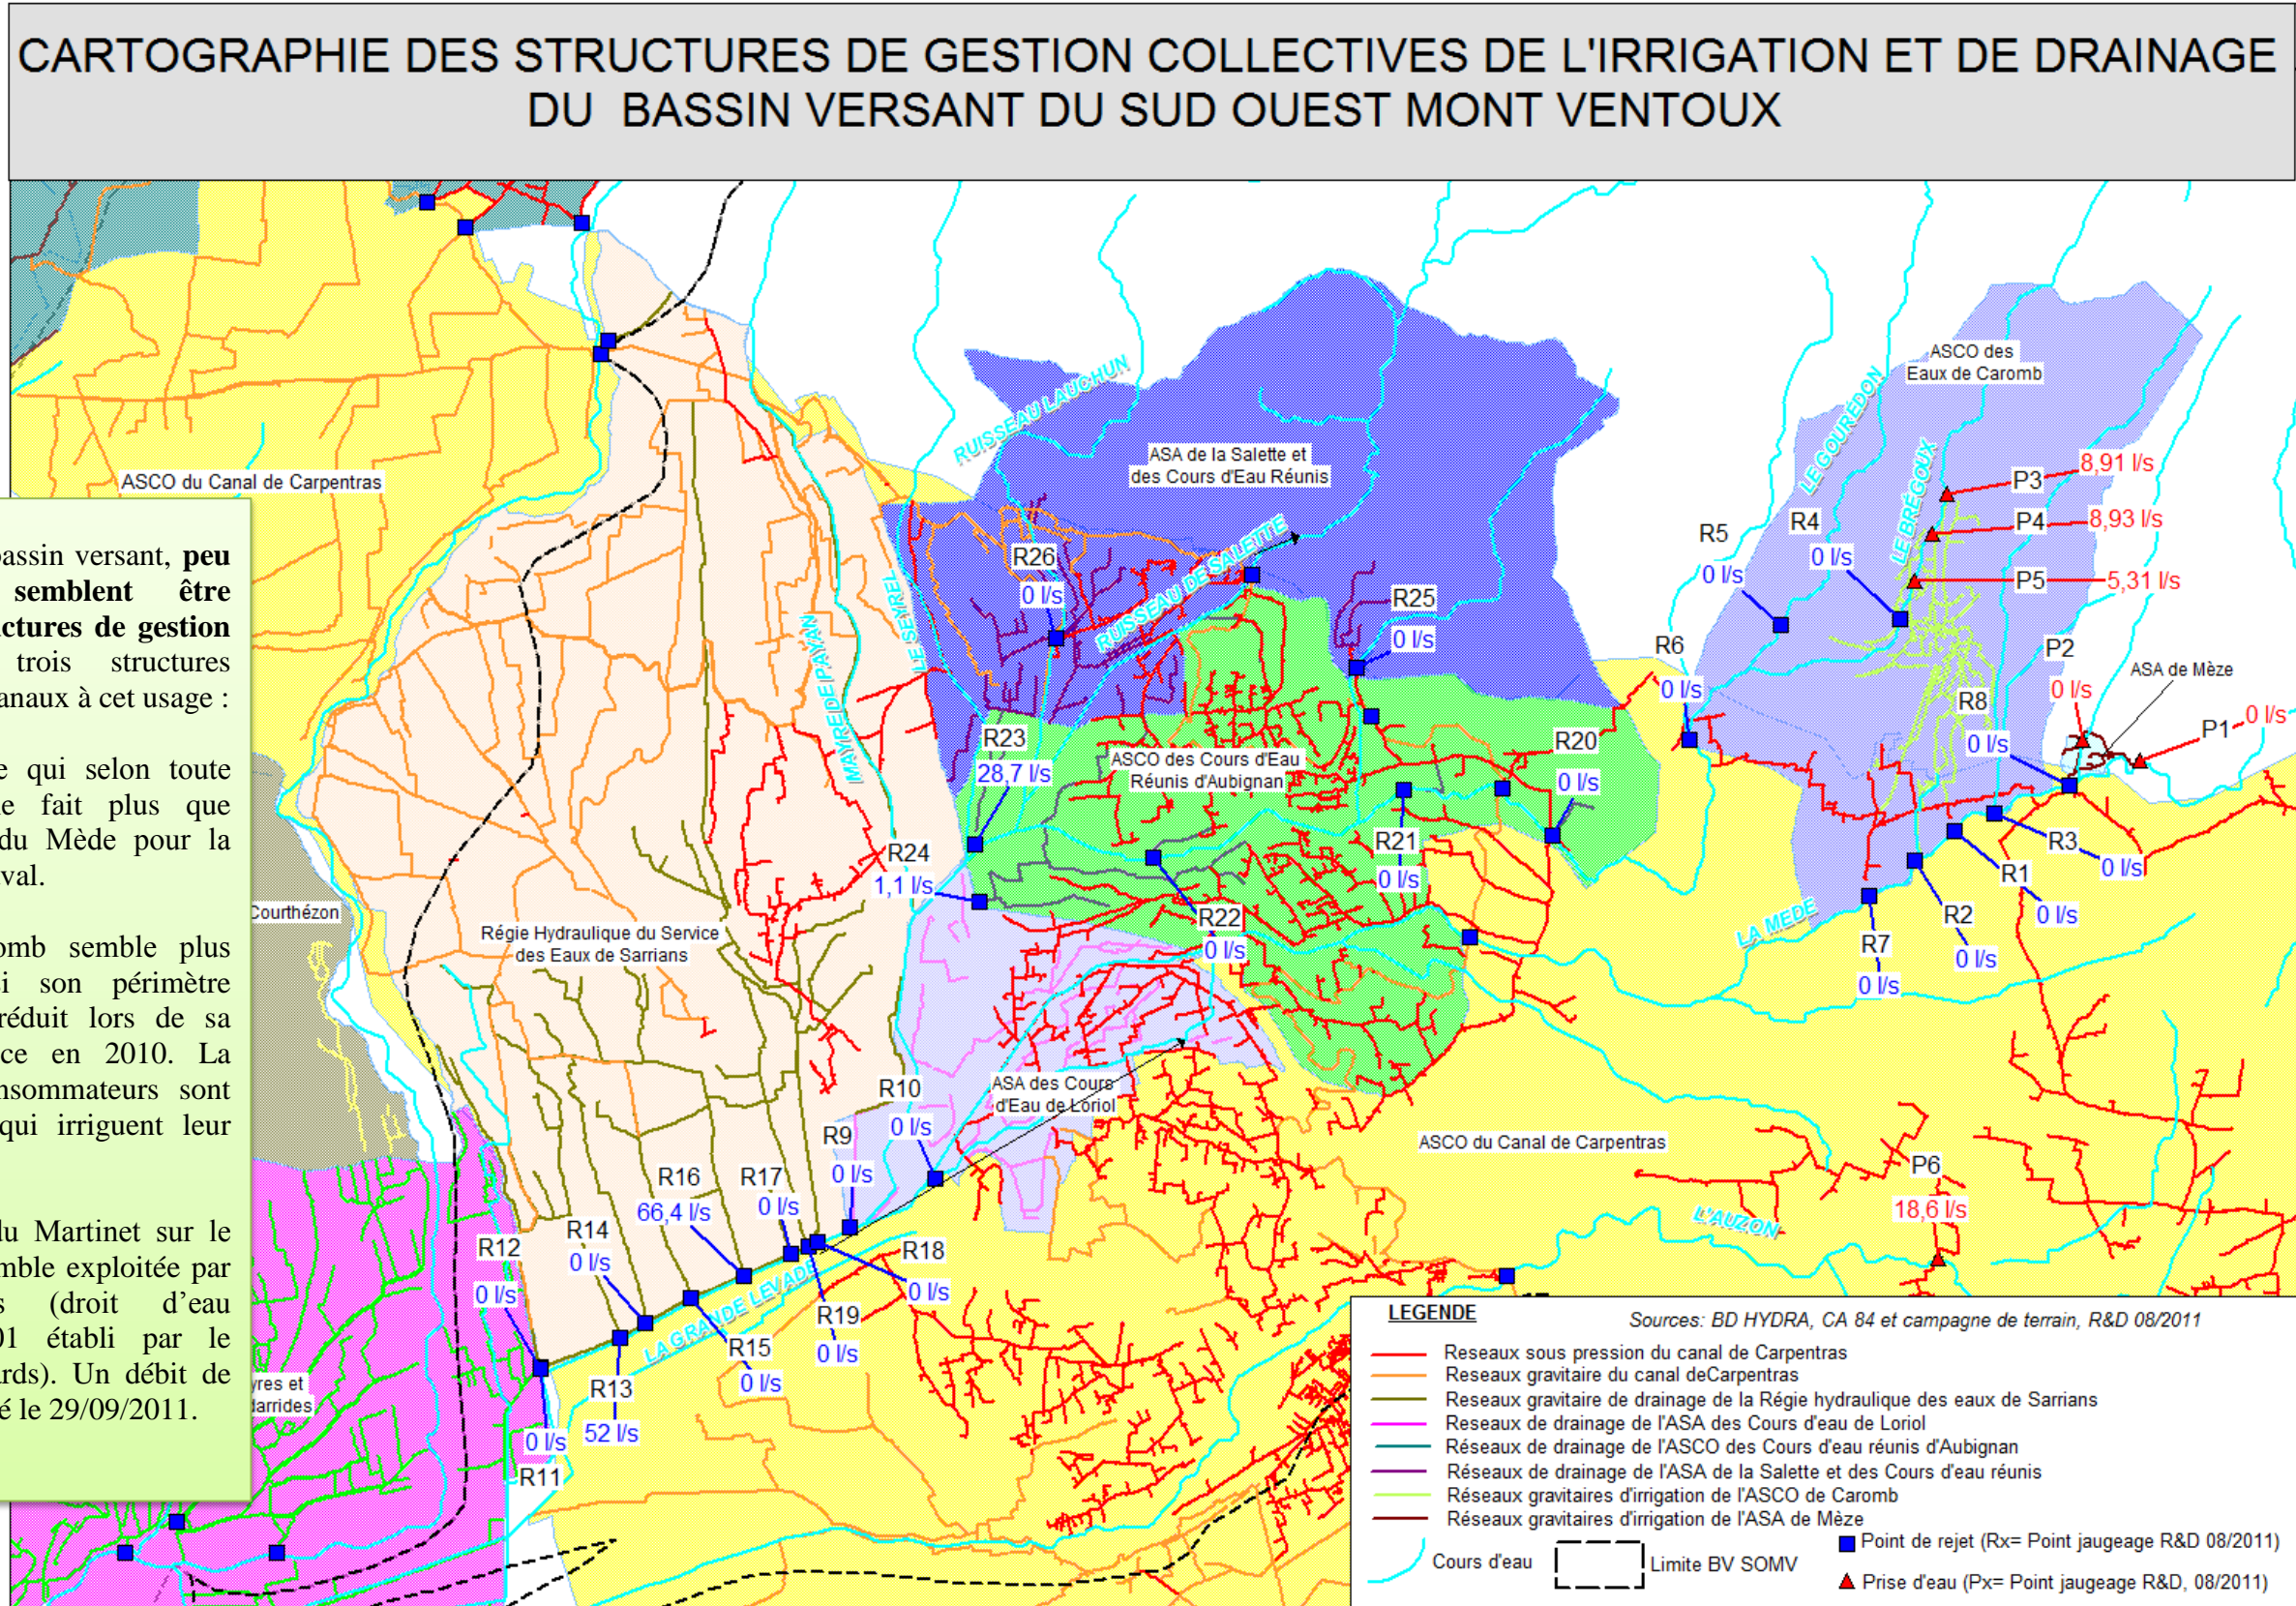 CARTOGRAPHIE DES STRUCTURES DE GESTION COLLECTIVES DE L'IRRIGATION ET DE DRAINAGE
DU BASSIN VERSANT DU SUD OUEST MONT VENTOUX
ASCO du Canal de Carpentras
bassin versant, peu
semblent être
trois structures
à cet usage :
qui selon toute
fait plus que
du Mède pour la
semble plus
son périmètre
réduit lors de sa
en 2010. La
sont
qui irriguent leur
du Martinet sur le
exploitée par
(droit d'eau
établi par le
Un débit de
le 29/09/2011.
Courthézon
RUISSEAU LAUCHUN
ASA de la Salette et
des Cours d'Eau Réunis
RUISSEAU DE SALETTE
LE SEYREL
MAYRE DE PAYAN
R26
0 l/s
R25
0 l/s
ASCO des
Eaux de Caromb
LE GOURÉDON
LE BRÉGOUX
P3
8,91 l/s
P4
8,93 l/s
P5
5,31 l/s
R5
0 l/s
R4
0 l/s
R6
0 l/s
P2
0 l/s
ASA de Mèze
P1
0 l/s
R8
0 l/s
R23
28,7 l/s
ASCO des Cours d'Eau
Réunis d'Aubignan
R20
0 l/s
R21
0 l/s
R24
1,1 l/s
R22
0 l/s
R3
0 l/s
R1
0 l/s
R2
0 l/s
R7
0 l/s
LA MEDE
Régie Hydraulique du Service
des Eaux de Sarrians
ASA des Cours
d'Eau de Loriol
R10
0 l/s
R9
0 l/s
R17
0 l/s
R16
66,4 l/s
R14
0 l/s
R12
0 l/s
R18
0 l/s
R19
0 l/s
R15
0 l/s
R13
52 l/s
0 l/s
R11
LA GRANDE LEVADE
ASCO du Canal de Carpentras
P6
18,6 l/s
L'AUZON
LEGENDE
Sources: BD HYDRA, CA 84 et campagne de terrain, R&D 08/2011
Reseaux sous pression du canal de Carpentras
Reseaux gravitaire du canal deCarpentras
Reseaux gravitaire de drainage de la Régie hydraulique des eaux de Sarrians
Reseaux de drainage de l'ASA des Cours d'eau de Loriol
Réseaux de drainage de l'ASCO des Cours d'eau réunis d'Aubignan
Réseaux de drainage de l'ASA de la Salette et des Cours d'eau réunis
Réseaux gravitaires d'irrigation de l'ASCO de Caromb
Réseaux gravitaires d'irrigation de l'ASA de Mèze
Cours d'eau
Limite BV SOMV
Point de rejet (Rx= Point jaugeage R&D 08/2011)
Prise d'eau (Px= Point jaugeage R&D, 08/2011)